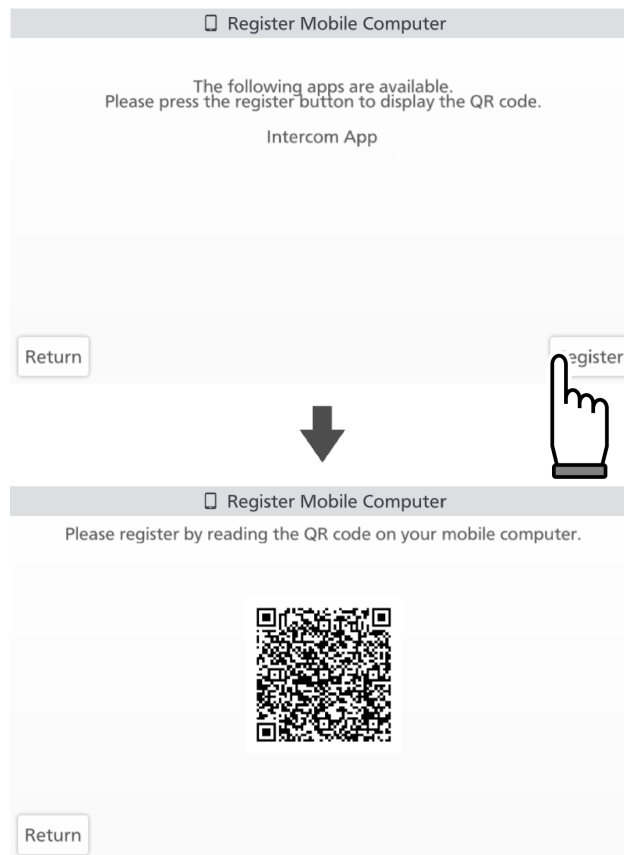 Register Mobile Computer
The following apps are available.
Please press the register button to display the QR code.
Intercom App
Return
Register Mobile Computer
Please register by reading the QR code on your mobile computer.
Return